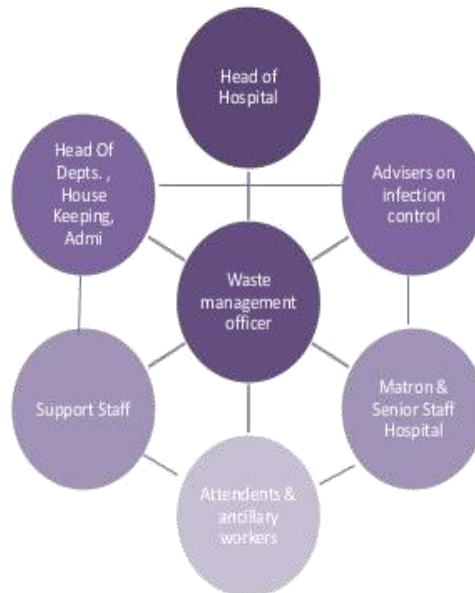 Head of
Hospital
Head Of
Depts. ,
House
Keeping,
Admi
Advisers on
infection
control
Waste
management
officer
Support Staff
Matron &
Senior Staff
Hospital
Attendents &
ancillary
workers